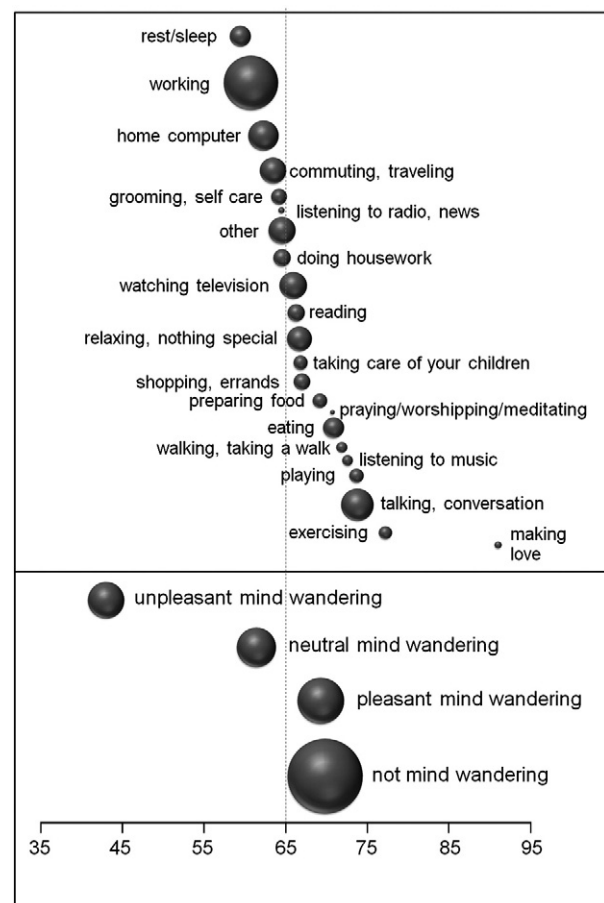 rest/sleep
working
home computer
commuting, traveling
grooming, self care
listening to radio, news
other
doing housework
watching television
reading
relaxing, nothing special
taking care of your children
shopping, errands
preparing food
praying/worshipping/meditating
eating
walking, taking a walk
listening to music
playing
talking, conversation
exercising
making
love
unpleasant mind wandering
neutral mind wandering
pleasant mind wandering
not mind wandering
35 45 55 65 75 85 95